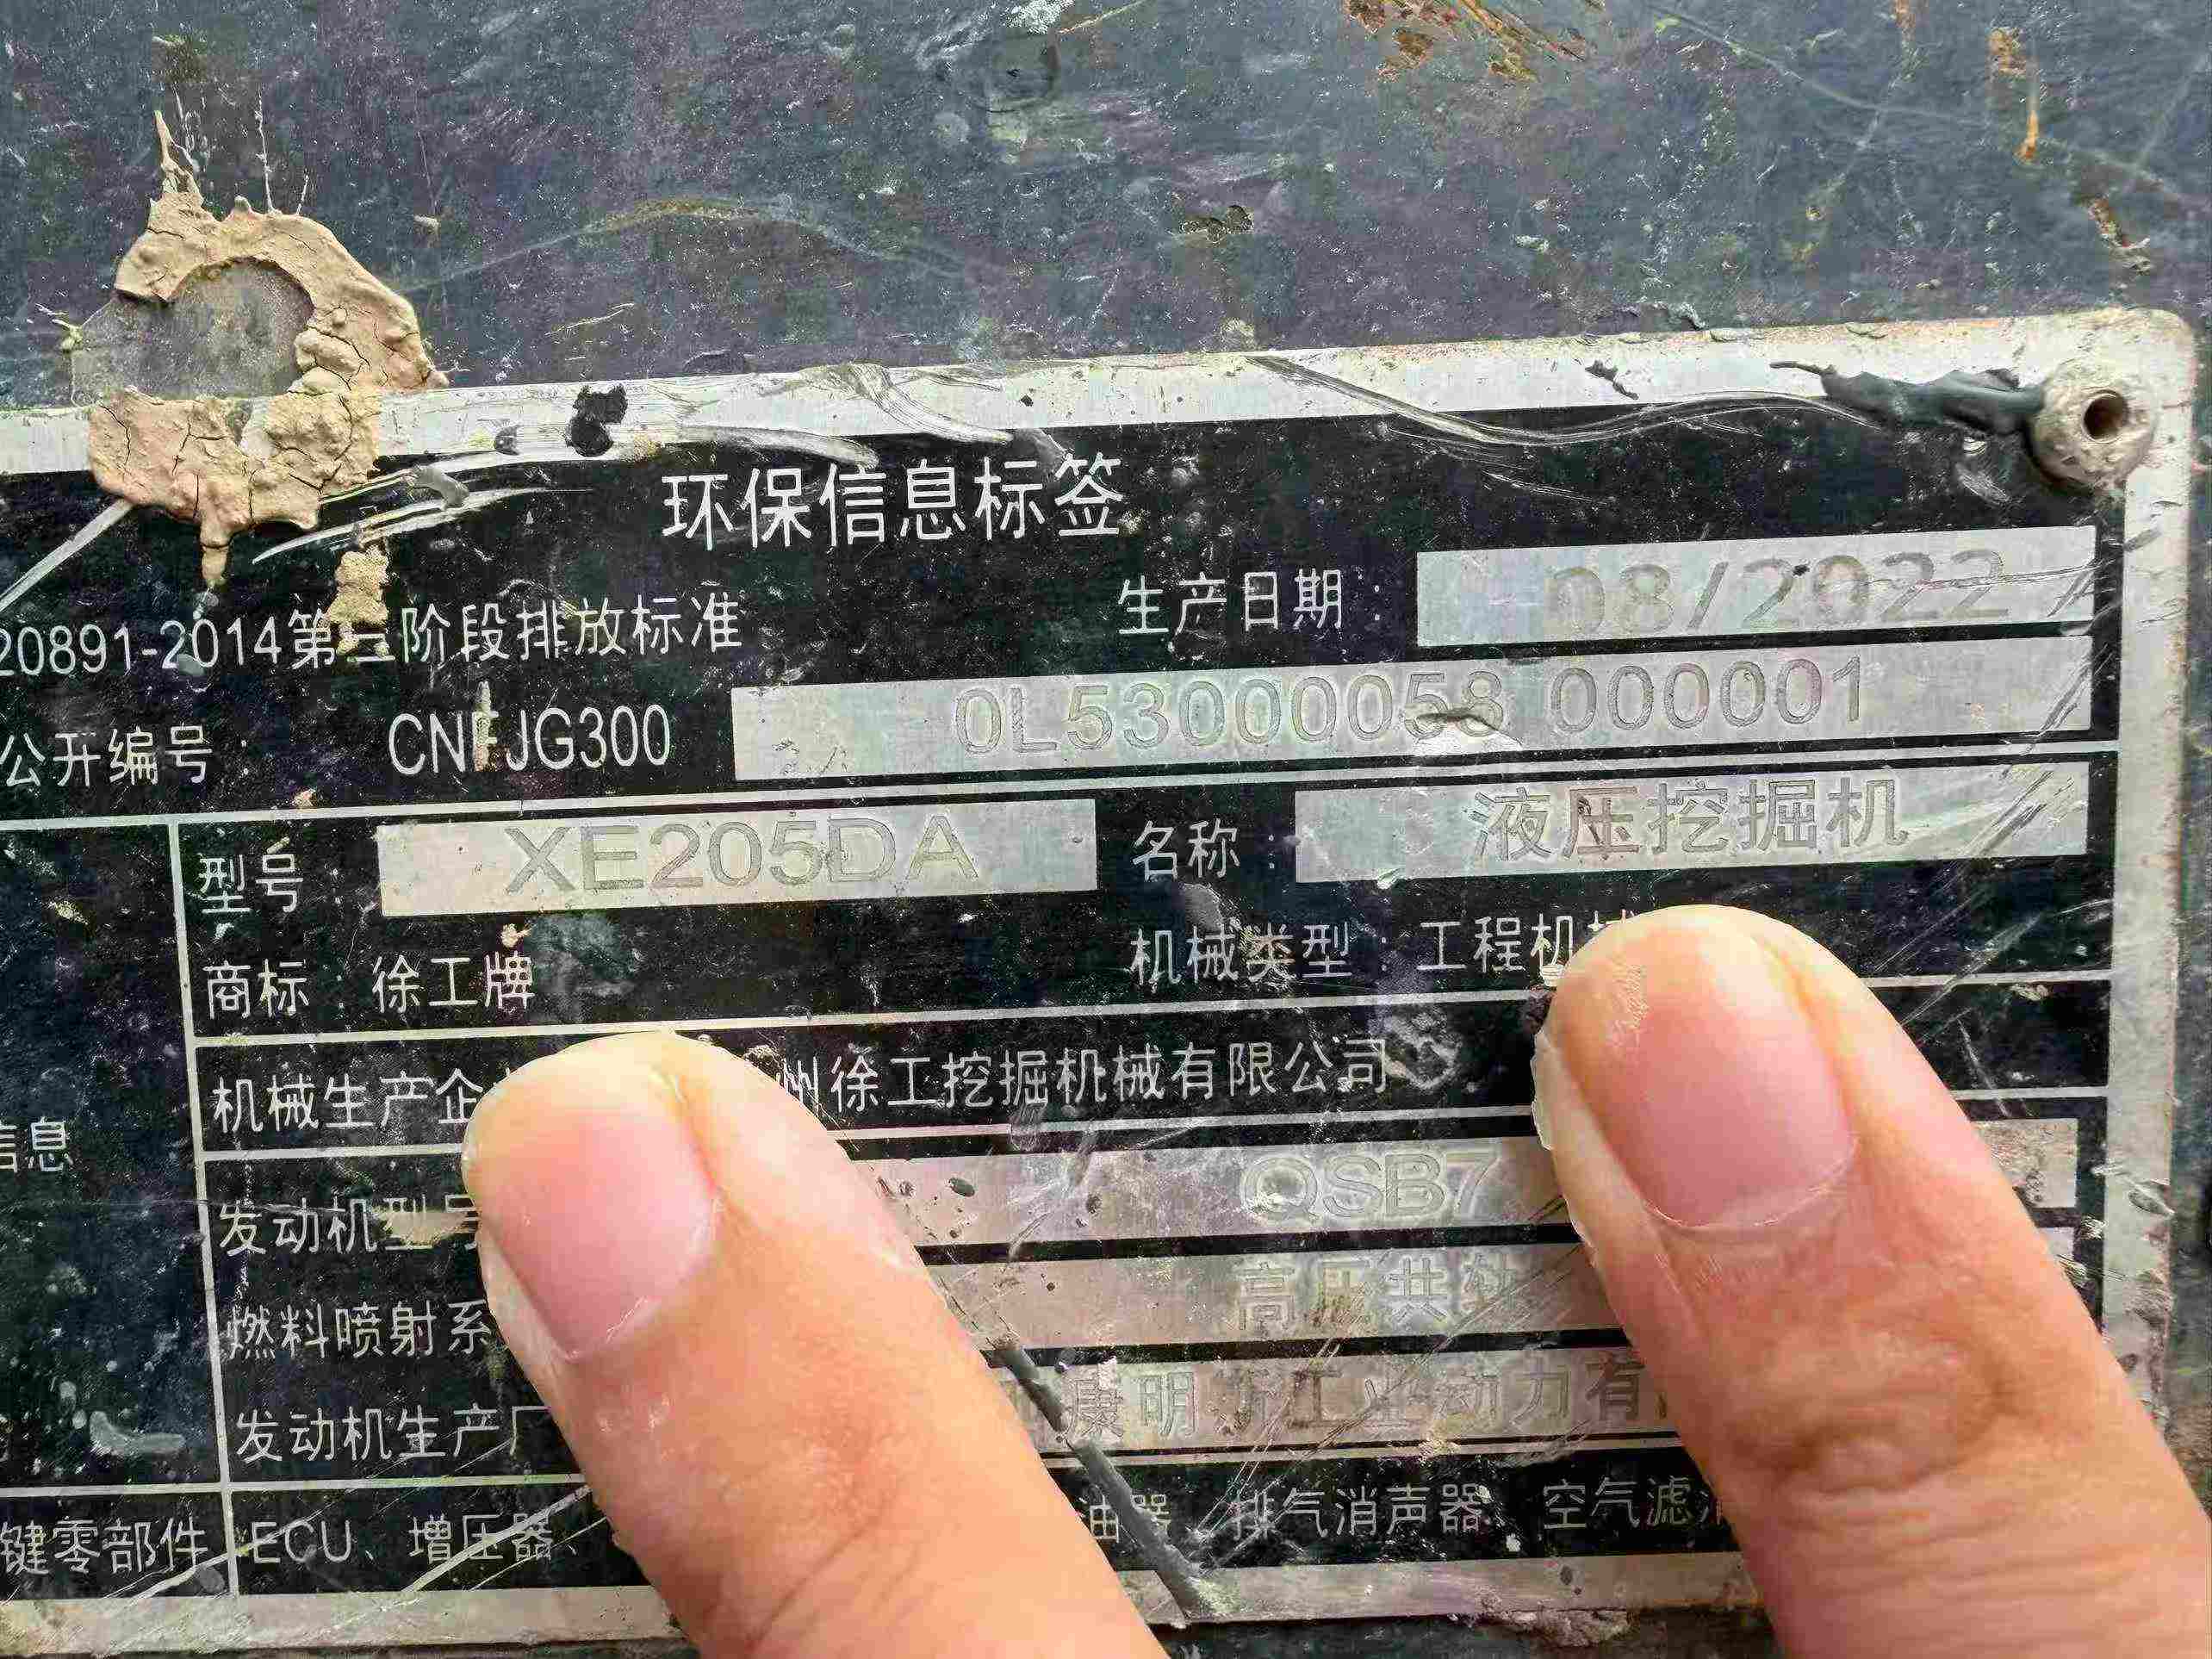 环保信息标签
20891-2014第三阶段排放标准 生产日期: 08/2022
公开编号: CNFJG300 0L53000058 000001
型号: XE205DA 名称: 液压挖掘机
商标: 徐工牌 机械类型: 工程机械
机械生产企 州徐工挖掘机械有限公司
信息
发动机型号 QSB7
燃料喷射系 高压共轨
发动机生产厂 康明斯工业动力有
键零部件 ECU、增压器、 油器 排气消声器 空气滤